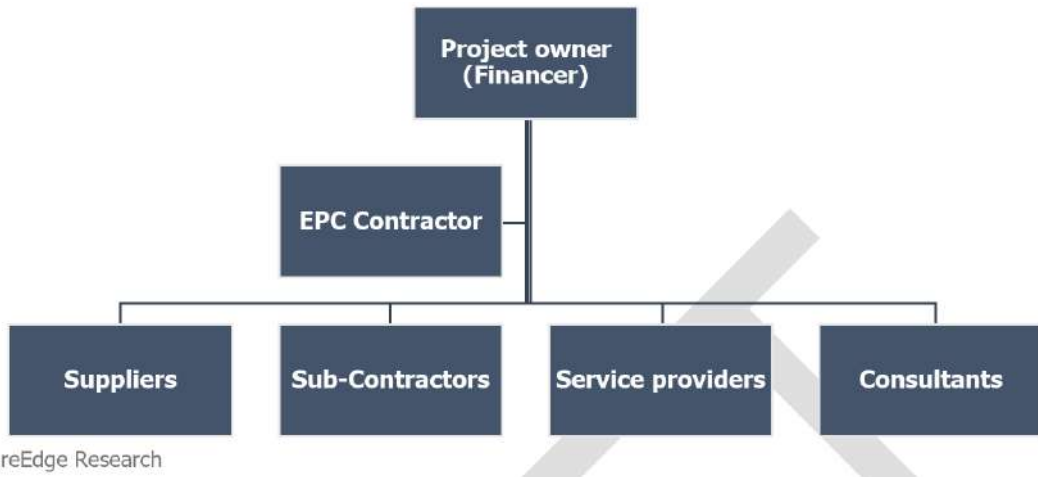 Project owner
(Financer)
EPC Contractor
Suppliers
Sub-Contractors
Service providers
Consultants
reEdge Research